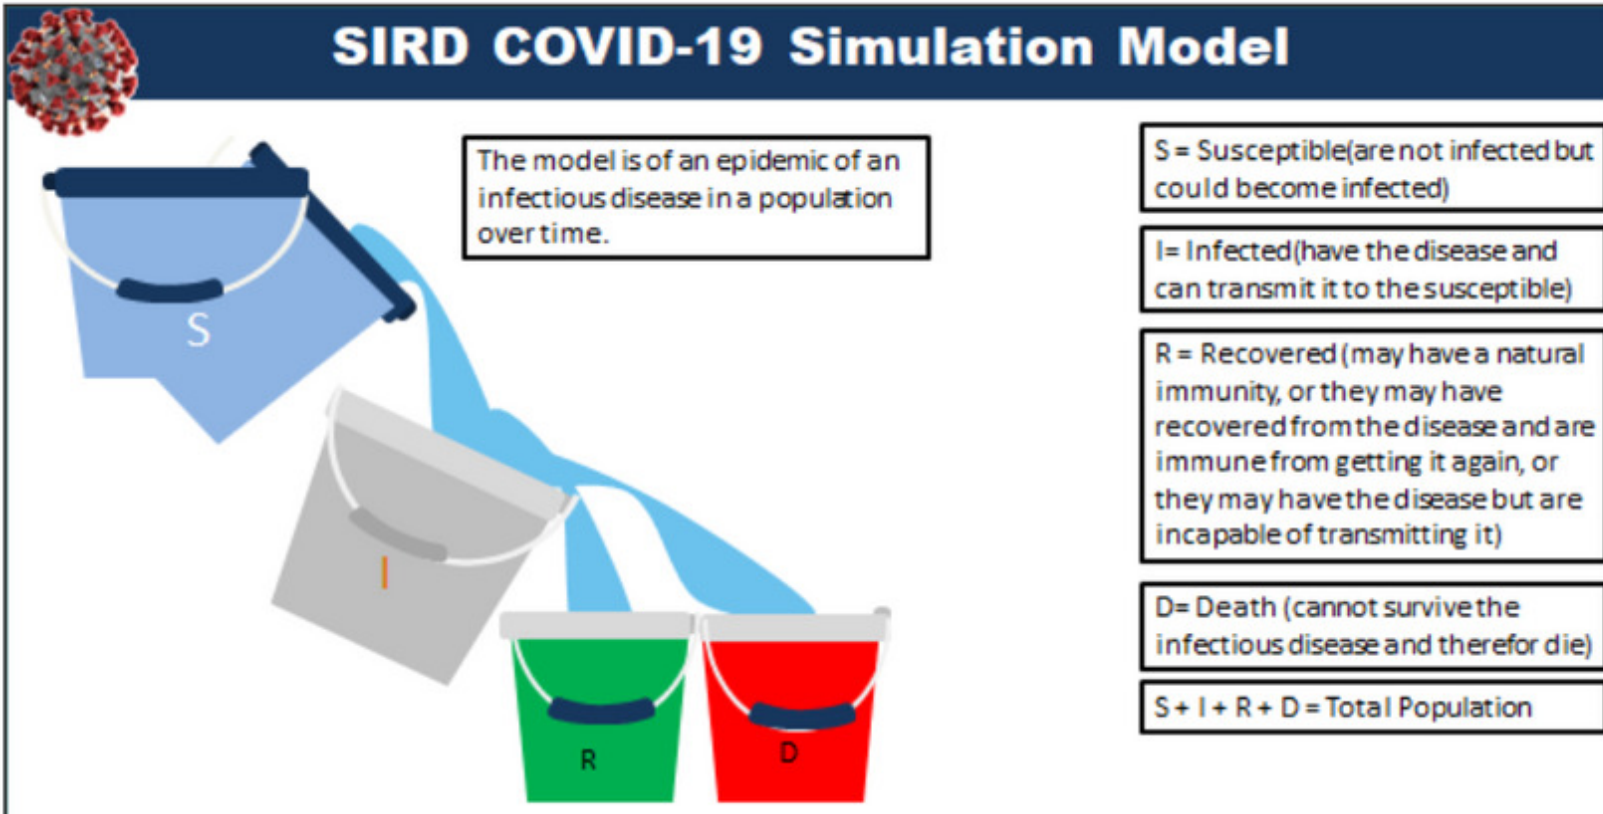 SIRD COVID-19 Simulation Model
The model is of an epidemic of an
infectious disease in a population
over time.
S = Susceptible(are not infected but
could become infected)
I= Infected(have the disease and
can transmit it to the susceptible)
R = Recovered (may have a natural
immunity, or they may have
recovered from the disease and are
immune from getting it again, or
they may have the disease but are
incapable of transmitting it)
D= Death (cannot survive the
infectious disease and therefor die)
S + I + R + D = Total Population
S
I
R
D